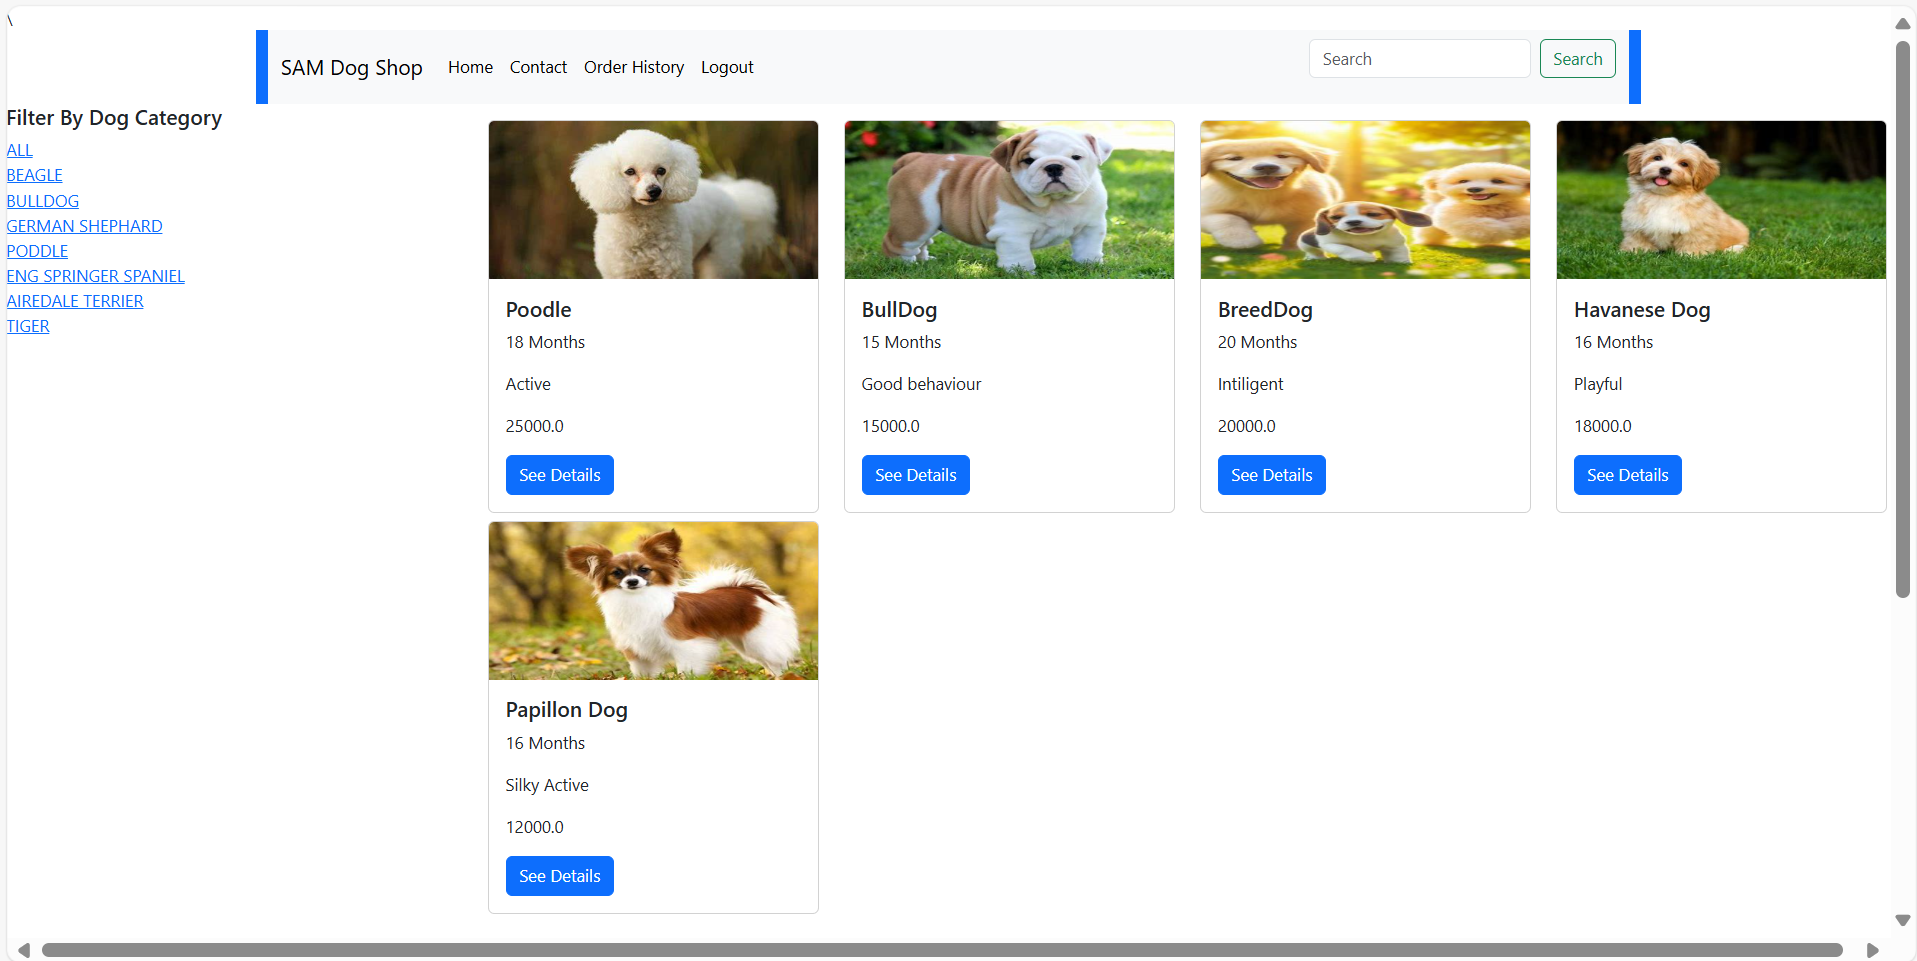 \
SAM Dog Shop Home Contact Order History Logout Search Search
Filter By Dog Category
ALL
BEAGLE
BULLDOG
GERMAN SHEPHARD
PODDLE
ENG SPRINGER SPANIEL
AIREDALE TERRIER
TIGER
Poodle
18 Months
Active
25000.0
See Details
BullDog
15 Months
Good behaviour
15000.0
See Details
BreedDog
20 Months
Intiligent
20000.0
See Details
Havanese Dog
16 Months
Playful
18000.0
See Details
Papillon Dog
16 Months
Silky Active
12000.0
See Details